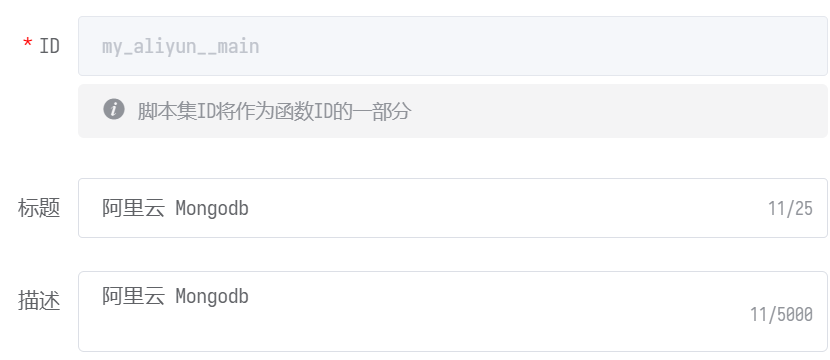 * ID my_aliyun__main
i 脚本集ID将作为函数ID的一部分
标题 阿里云 Mongodb 11/25
描述 阿里云 Mongodb 11/5000